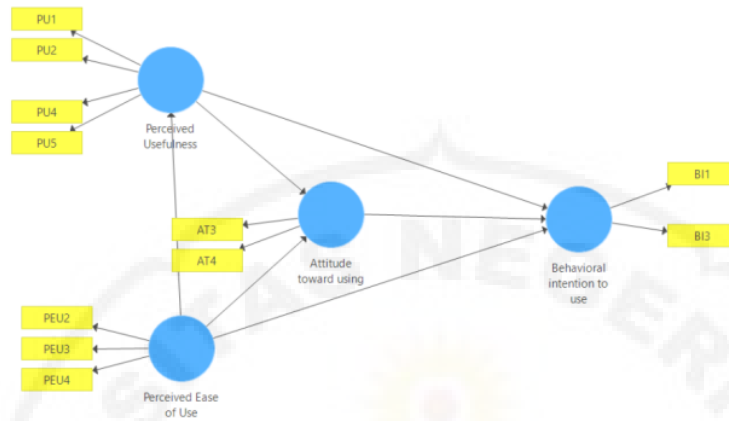 PU1
PU2
PU4
PU5
Perceived
Usefulness
AT3
AT4
Attitude
toward using
BI1
BI3
Behavioral
intention to
use
PEU2
PEU3
PEU4
Perceived Ease
of Use